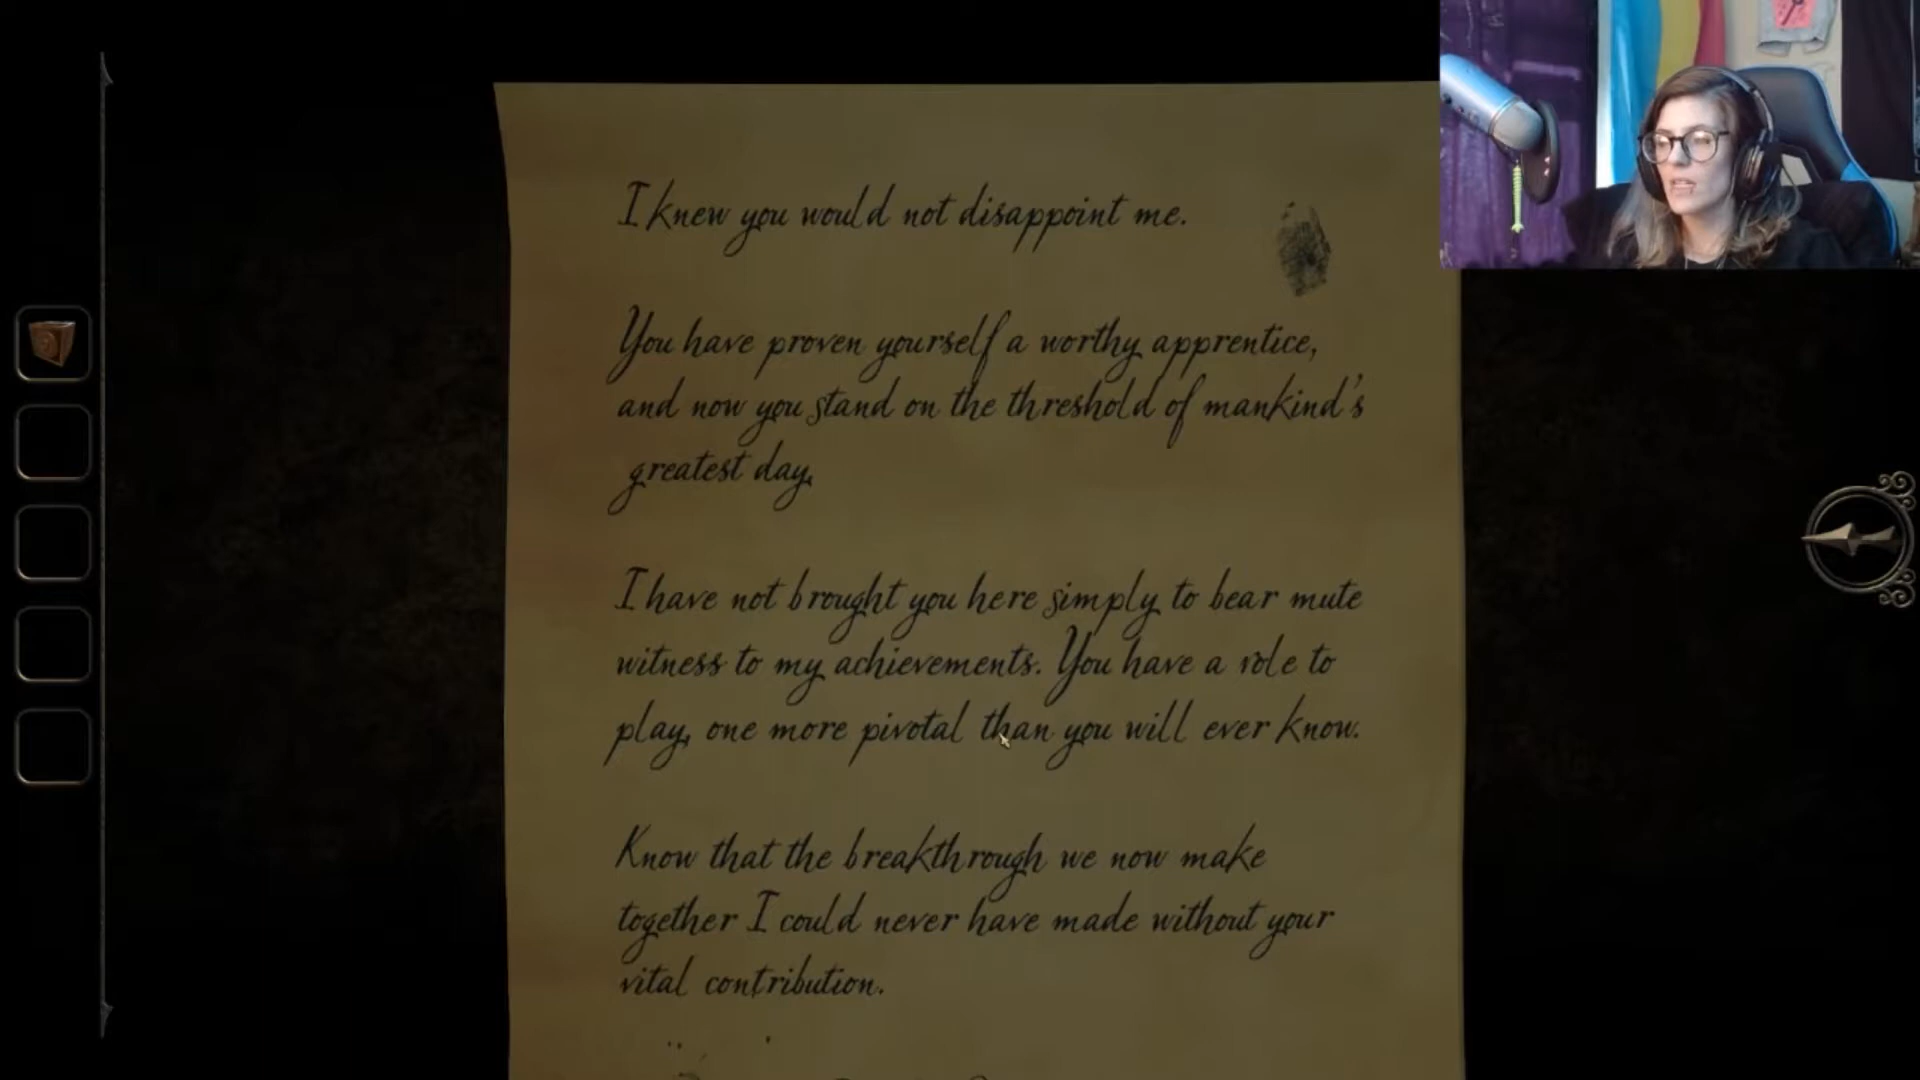 I knew you would not disappoint me.
You have proven yourself a worthy apprentice,
and now you stand on the threshold of mankind's
greatest day.
I have not brought you here simply to bear mute
witness to my achievements. You have a role to
play, one more pivotal than you will ever know.
Know that the breakthrough we now make
together I could never have made without your
vital contribution.